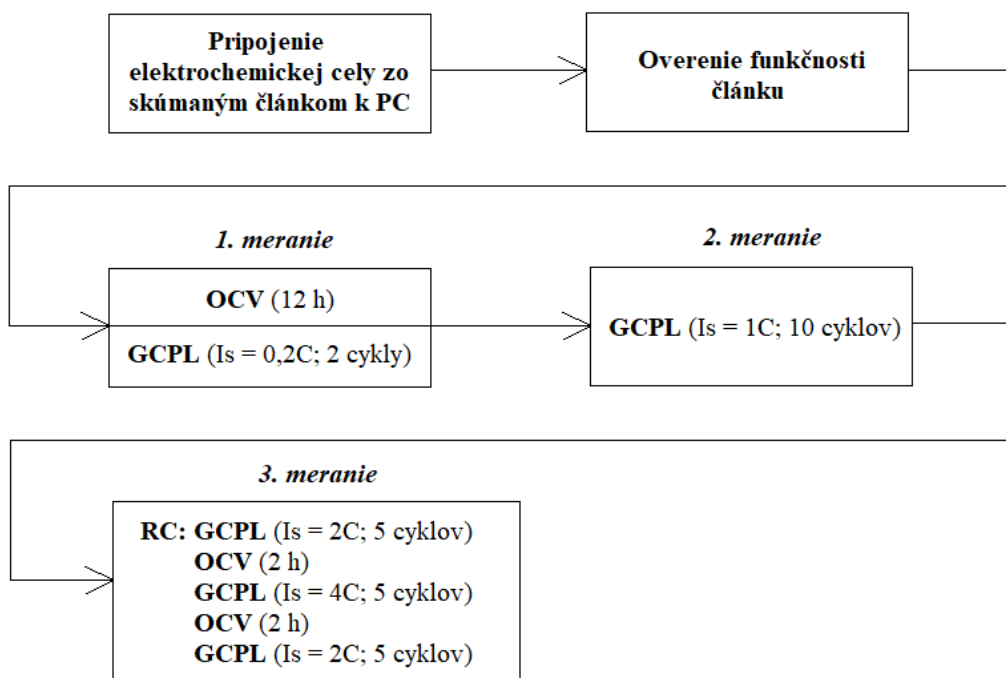 Pripojenie
elektrochemickej cely zo
skúmaným článkom k PC
Overenie funkčnosti
článku
1. meranie
OCV (12 h)
GCPL (Is = 0,2C; 2 cykly)
2. meranie
GCPL (Is = 1C; 10 cyklov)
3. meranie
RC: GCPL (Is = 2C; 5 cyklov)
OCV (2 h)
GCPL (Is = 4C; 5 cyklov)
OCV (2 h)
GCPL (Is = 2C; 5 cyklov)